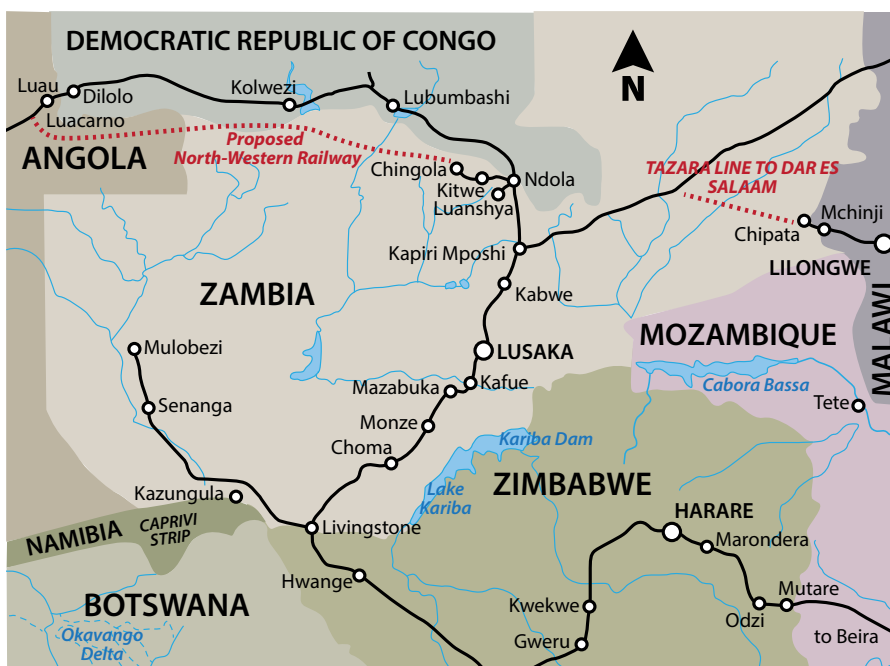 DEMOCRATIC REPUBLIC OF CONGO
N
Luau
Dilolo
Kolwezi
Lubumbashi
Luacarno
ANGOLA
Proposed
North-Western Railway
Chingola
Kitwe
Luanshya
Ndola
TAZARA LINE TO DAR ES
SALAAM
Mchinji
Chipata
LILONGWE
Kapiri Mposhi
Kabwe
ZAMBIA
MALAWI
MOZAMBIQUE
Mulobezi
LUSAKA
Cabora Bassa
Mazabuka
Kafue
Senanga
Tete
Monze
Kariba Dam
Choma
Lake
Kariba
ZIMBABWE
Kazungula
HARARE
NAMIBIA
CAPRIVI
STRIP
Livingstone
Marondera
Hwange
BOTSWANA
Kwekwe
Mutare
Odzi
Okavango
Delta
Gweru
to Beira